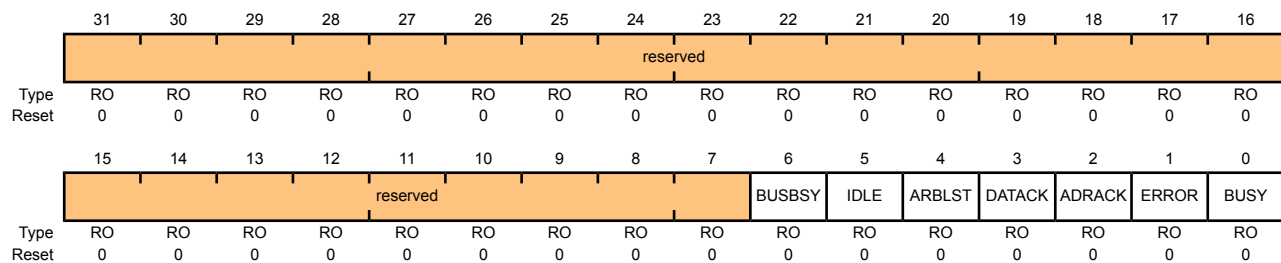 31 30 29 28 27 26 25 24 23 22 21 20 19 18 17 16
reserved
Type RO RO RO RO RO RO RO RO RO RO RO RO RO RO RO RO
Reset 0 0 0 0 0 0 0 0 0 0 0 0 0 0 0 0
15 14 13 12 11 10 9 8 7 6 5 4 3 2 1 0
reserved BUSBSY IDLE ARBLST DATACK ADRACK ERROR BUSY
Type RO RO RO RO RO RO RO RO RO RO RO RO RO RO RO RO
Reset 0 0 0 0 0 0 0 0 0 0 0 0 0 0 0 0